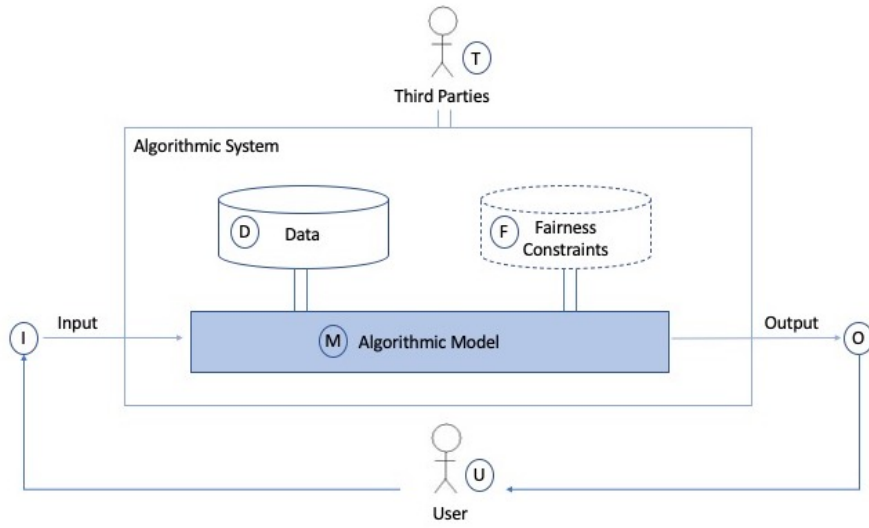 T
Third Parties
Algorithmic System
D
Data
F
Fairness
Constraints
I
Input
M
Algorithmic Model
Output
O
U
User